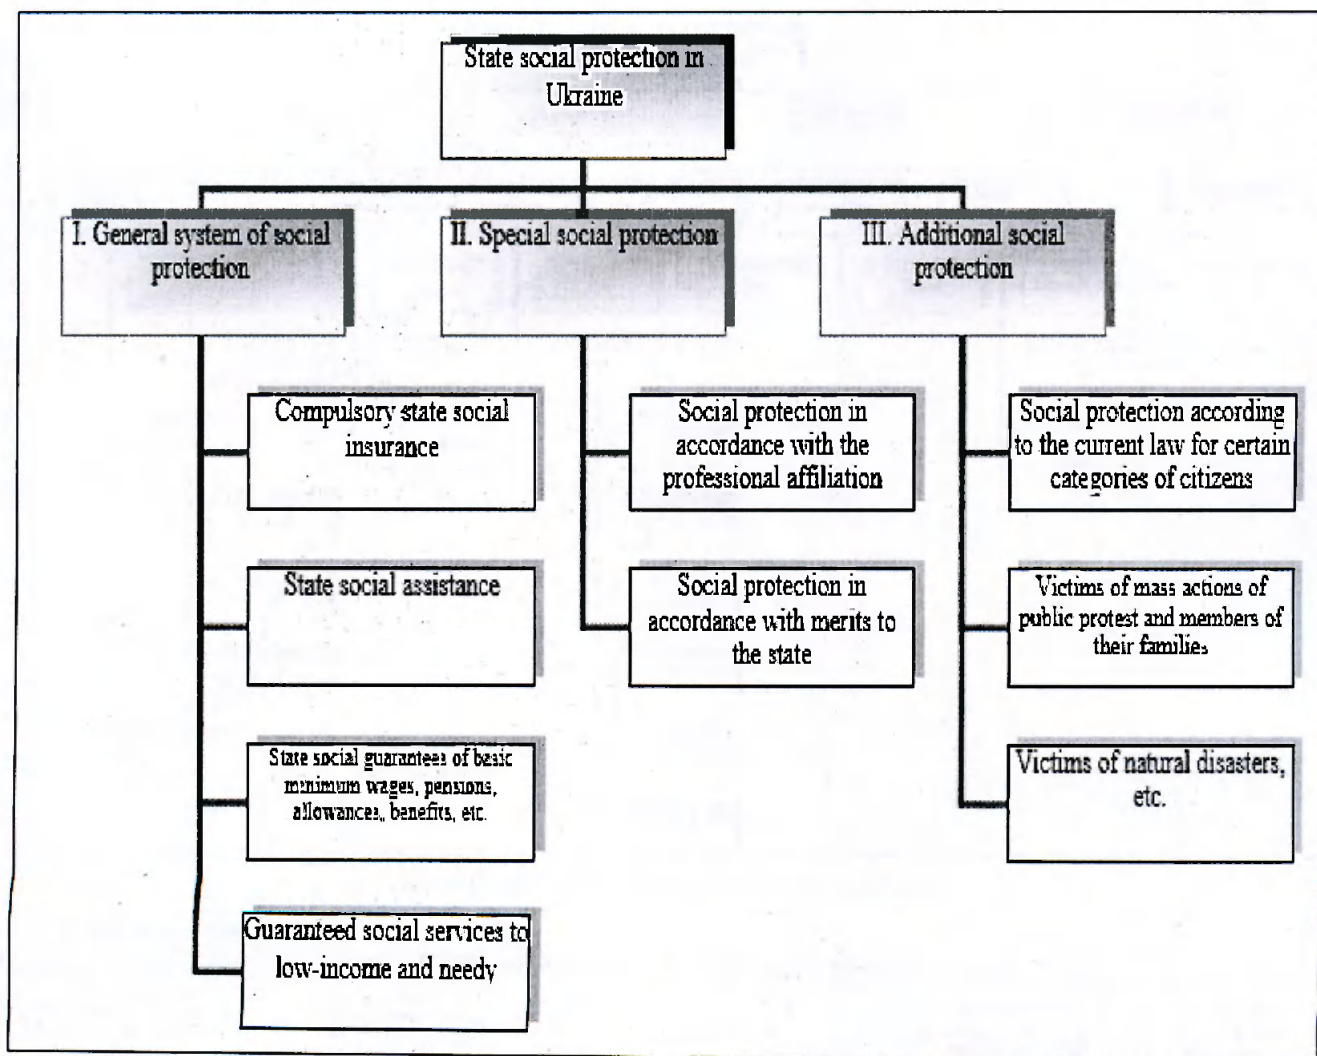 State social protection in
Ukraine
I. General system of social
protection
II. Special social protection
III. Additional social
protection
Compulsory state social
insurance
State social assistance
State social guarantees of basic
minimum wages, pensions,
allowances, benefits, etc.
Guaranteed social services to
low-income and needy
Social protection in
accordance with the
professional affiliation
Social protection in
accordance with merits to
the state
Social protection according
to the current law for certain
categories of citizens
Victims of mass actions of
public protest and members of
their families
Victims of natural disasters,
etc.